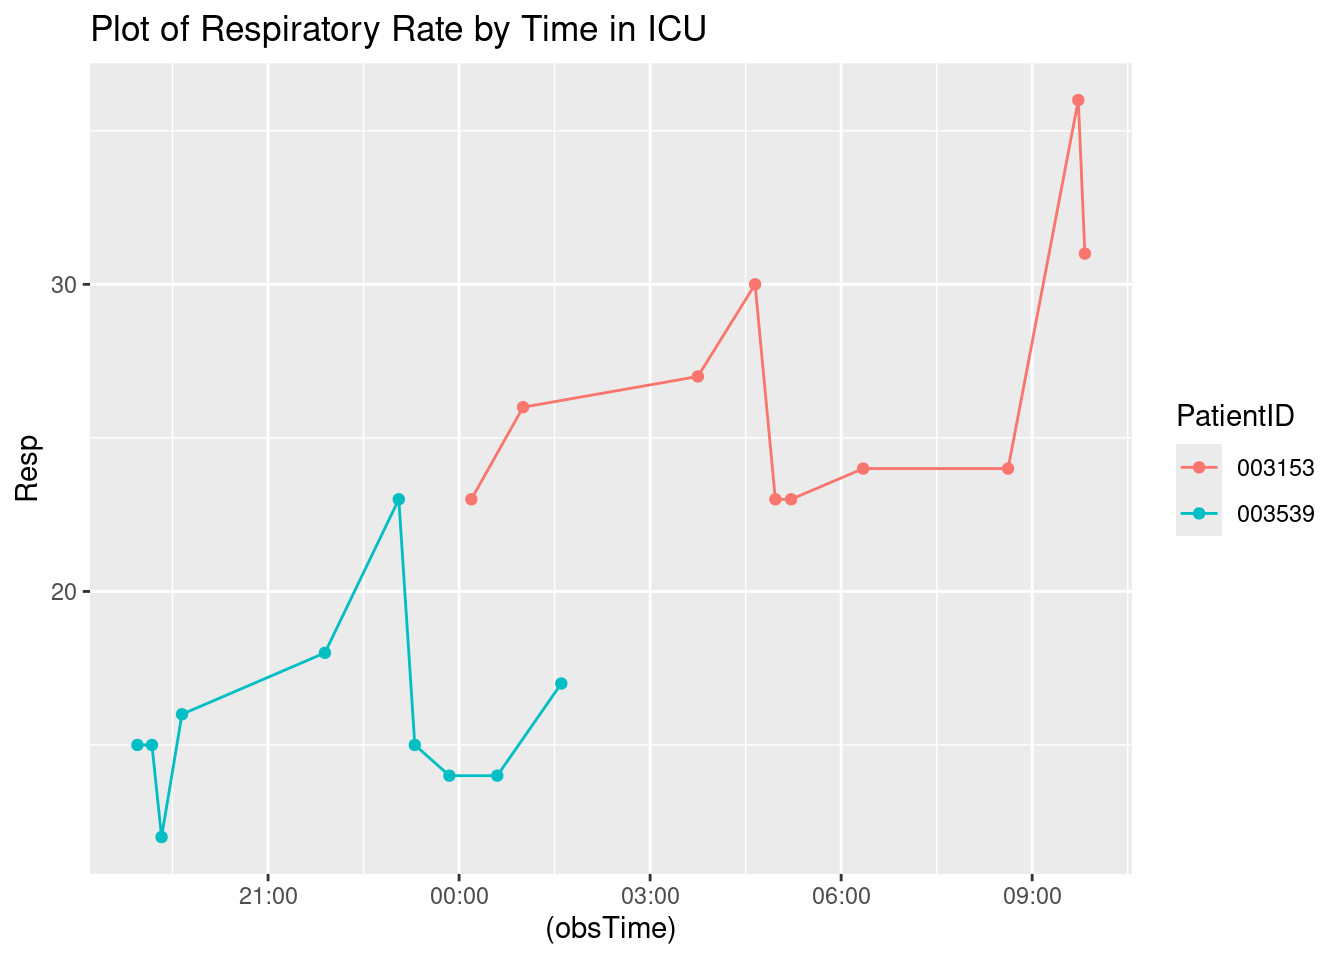 Plot of Respiratory Rate by Time in ICU
Resp
30
20
21:00 00:00 03:00 06:00 09:00
(obsTime)
PatientID
003153
003539